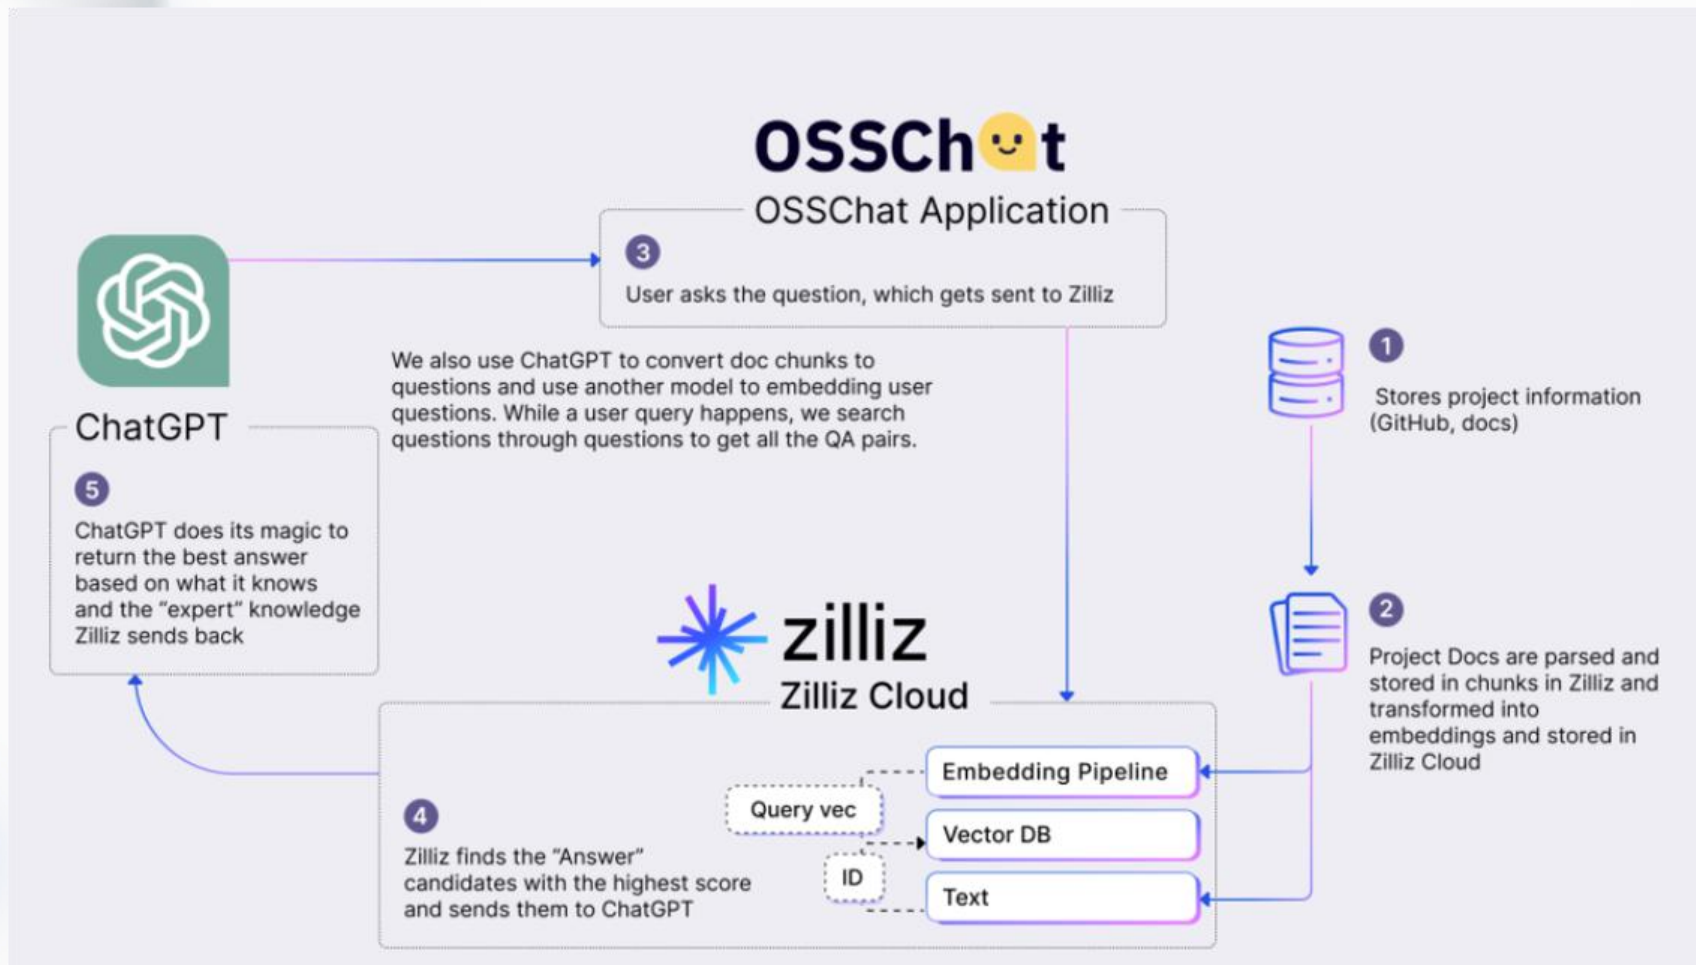 OSSChat
OSSChat Application
3
User asks the question, which gets sent to Zilliz
1
Stores project information
(GitHub, docs)
We also use ChatGPT to convert doc chunks to
questions and use another model to embedding user
questions. While a user query happens, we search
questions through questions to get all the QA pairs.
ChatGPT
5
ChatGPT does its magic to
return the best answer
based on what it knows
and the “expert” knowledge
Zilliz sends back
2
Project Docs are parsed and
stored in chunks in Zilliz and
transformed into
embeddings and stored in
Zilliz Cloud
zilliz
Zilliz Cloud
4
Zilliz finds the “Answer”
candidates with the highest score
and sends them to ChatGPT
Embedding Pipeline
Query vec
Vector DB
ID
Text